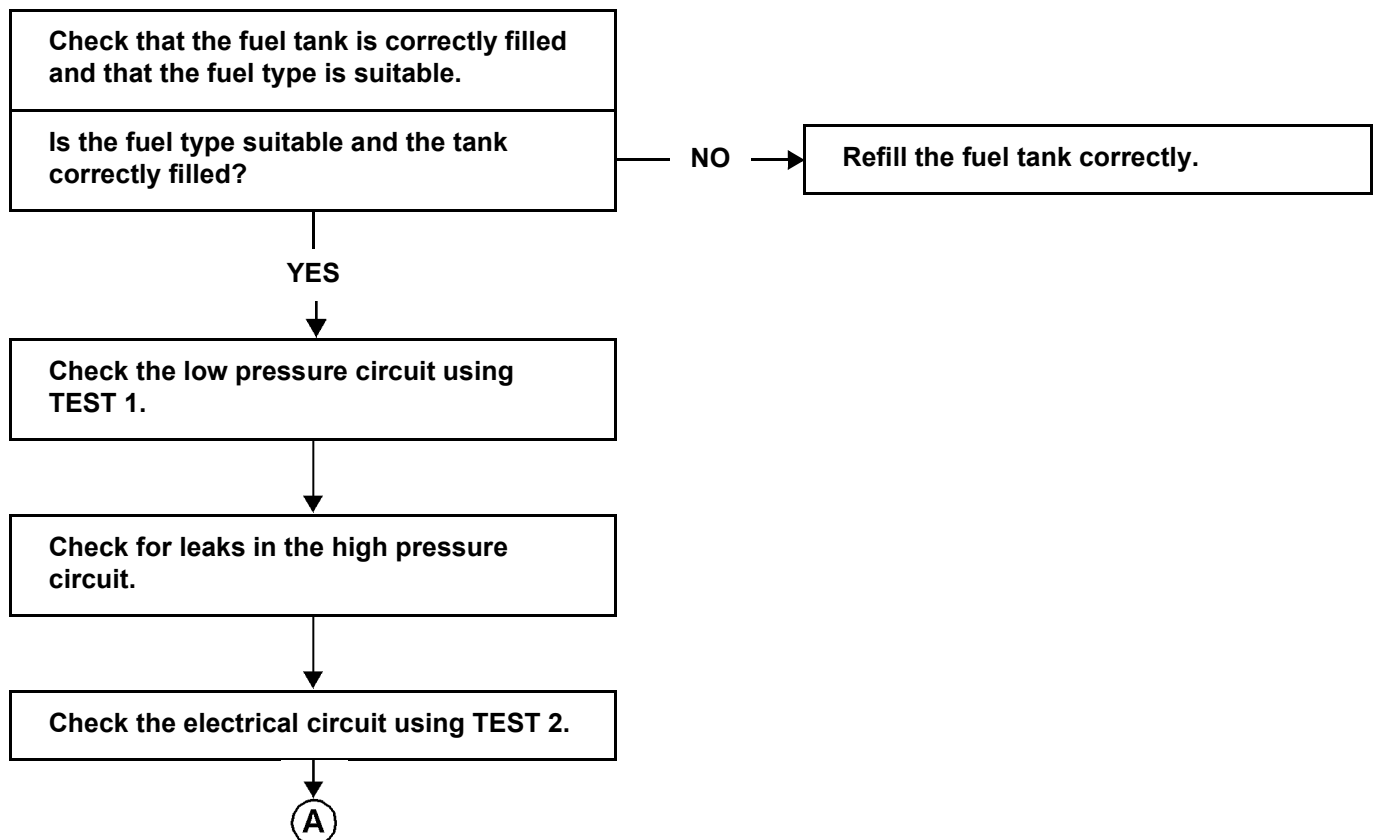 Check that the fuel tank is correctly filled
and that the fuel type is suitable.
Is the fuel type suitable and the tank
correctly filled?
NO
Refill the fuel tank correctly.
YES
Check the low pressure circuit using
TEST 1.
Check for leaks in the high pressure
circuit.
Check the electrical circuit using TEST 2.
A